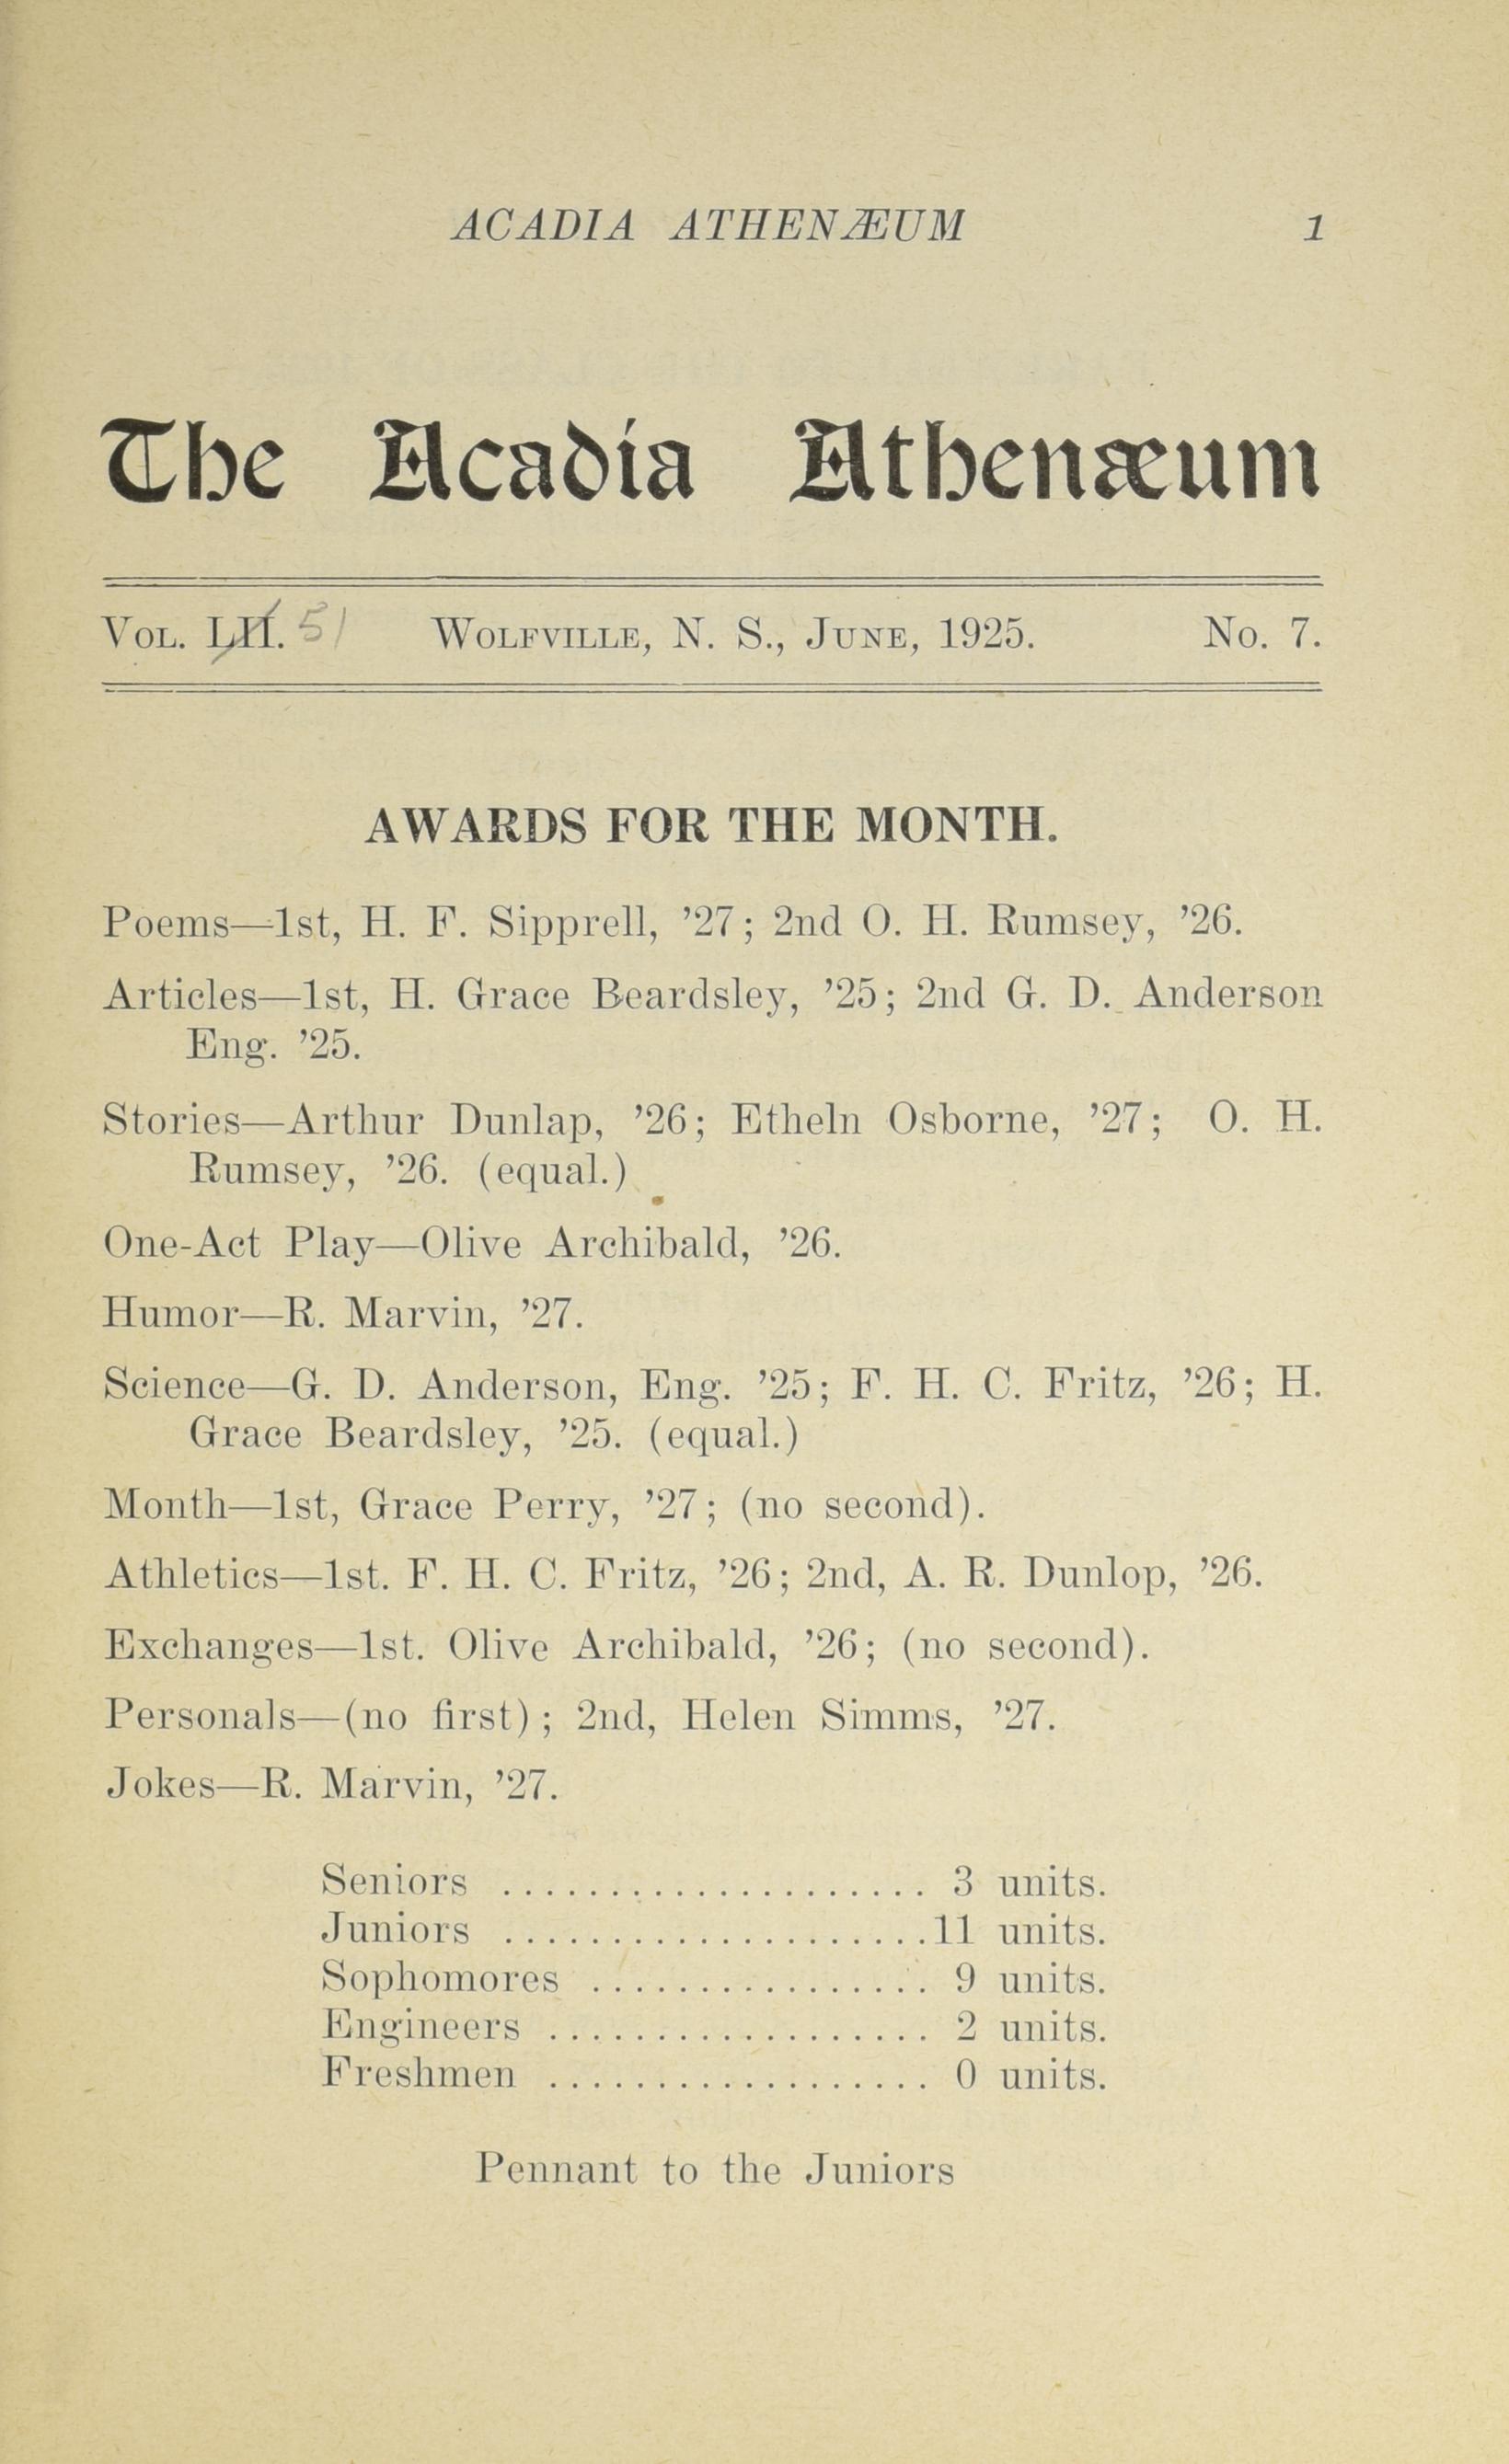 ACADIA ATHENÆUM 1
The Acadia Athenæum
VOL. LII. 51 WOLFVILLE, N. S., JUNE, 1925. No. 7.
AWARDS FOR THE MONTH.
Poems—1st, H. F. Sipprell, ’27; 2nd O. H. Rumsey, ’26.
Articles—1st, H. Grace Beardsley, ’25; 2nd G. D. Anderson
Eng. ’25.
Stories—Arthur Dunlap, ’26; Etheln Osborne, ’27; O. H.
Rumsey, ’26. (equal.)
One-Act Play—Olive Archibald, ’26.
Humor—R. Marvin, ’27.
Science—G. D. Anderson, Eng. ’25; F. H. C. Fritz, ’26; H.
Grace Beardsley, ’25. (equal.)
Month—1st, Grace Perry, ’27; (no second).
Athletics—1st. F. H. C. Fritz, ’26; 2nd, A. R. Dunlop, ’26.
Exchanges—1st. Olive Archibald, ’26; (no second).
Personals—(no first); 2nd, Helen Simms, ’27.
Jokes—R. Marvin, ’27.
Seniors .................... 3 units.
Juniors ....................11 units.
Sophomores ................ 9 units.
Engineers .................. 2 units.
Freshmen .................. 0 units.
Pennant to the Juniors